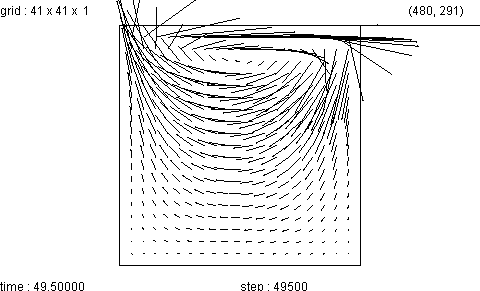 grid : 41 x 41 x 1
(480, 291)
time : 49.50000
step : 49500